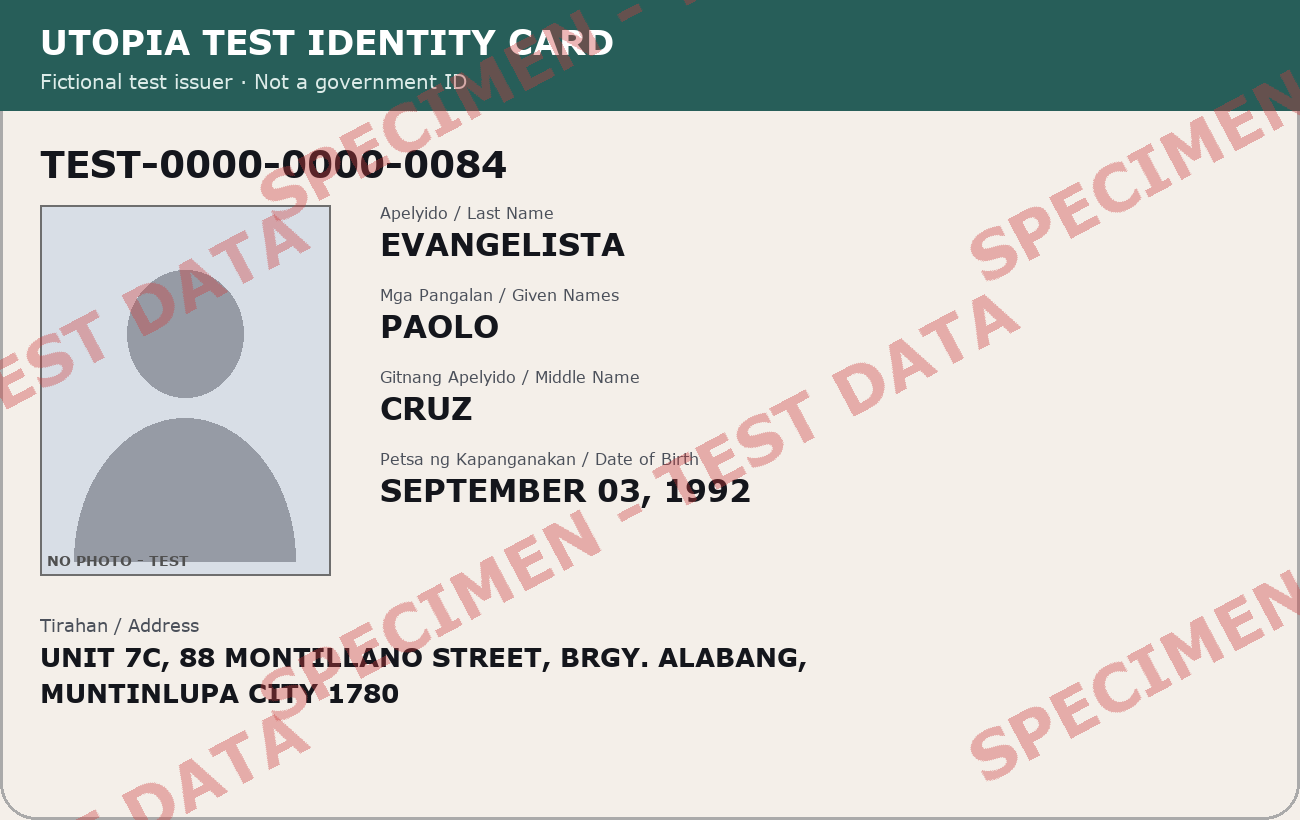 UTOPIA TEST IDENTITY CARD
Fictional test issuer · Not a government ID
TEST–0000–0000–0084
Apelyido / Last Name
EVANGELISTA
Mga Pangalan / Given Names
PAOLO
Gitnang Apelyido / Middle Name
CRUZ
Petsa ng Kapanganakan / Date of Birth
SEPTEMBER 03, 1992
NO PHOTO – TEST
Tirahan / Address
UNIT 7C, 88 MONTILLANO STREET, BRGY. ALABANG,
MUNTINLUPA CITY 1780
SPECIMEN –
SPECIMEN
EST DATA
SPECIMEN – TEST DATA
SPECIMEN
DATA